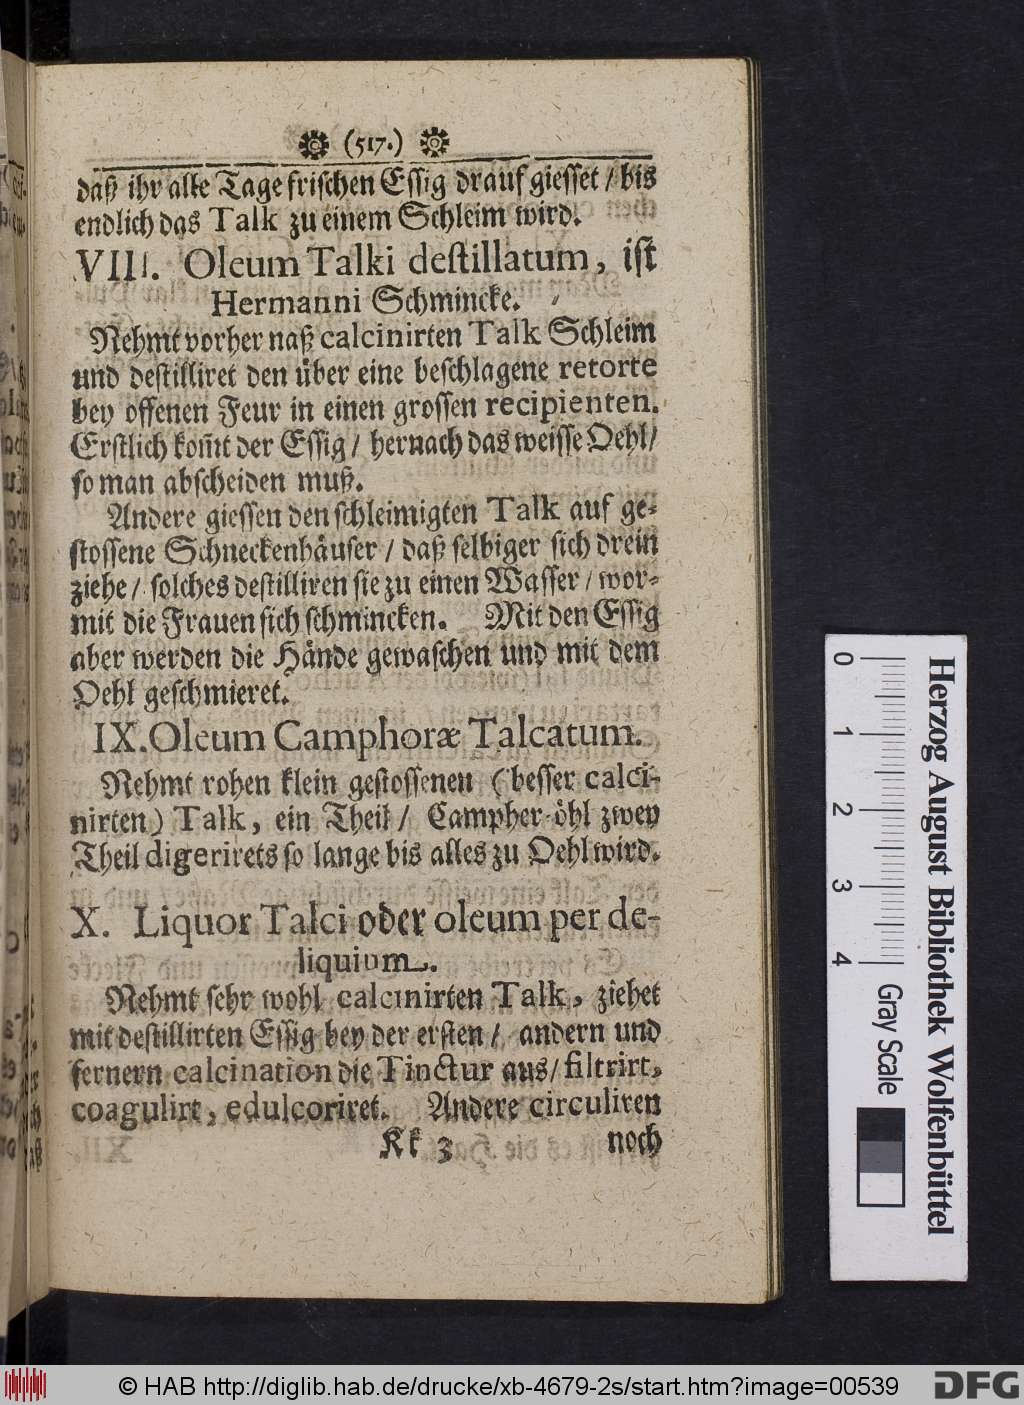 (517.)
daß ihr alle Tage frischen Essig drauf giesset / bis
endlich das Talk zu einem Schleim wird.
VIII. Oleum Talki destillatum, ist
Hermanni Schmincke.
Nehmt vorher naß calcinirten Talk Schleim
und destilliret den über eine beschlagene retorte
bey offenen Feur in einen grossen recipienten.
Erstlich kom̃t der Essig / hernach das weisse Oehl /
so man abscheiden muß.
Andere giessen den schleimigten Talk auf ge-
stossene Schneckenhäuser / daß selbiger sich drein
ziehe / solches destilliren sie zu einen Wasser / wor-
mit die Frauen sich schmincken. Mit den Essig
aber werden die Hände gewaschen und mit dem
Oehl geschmieret.
IX. Oleum Camphoræ Talcatum.
Nehmt rohen klein gestossenen (besser calci-
nirten) Talk, ein Theil / Campher-öhl zwey
Theil digerirets so lange bis alles zu Oehl wird.
X. Liquor Talci oder oleum per de-
liquium.
Nehmt sehr wohl calcinirten Talk, ziehet
mit destillirten Essig bey der ersten / andern und
fernern calcination die Tinctur aus / filtrirt,
coagulirt, edulcoriret. Andere circuliren
Kk 3 noch
Herzog August Bibliothek Wolfenbüttel
0 1 2 3 4 Gray Scale
© HAB http://diglib.hab.de/drucke/xb-4679-2s/start.htm?image=00539
DFG